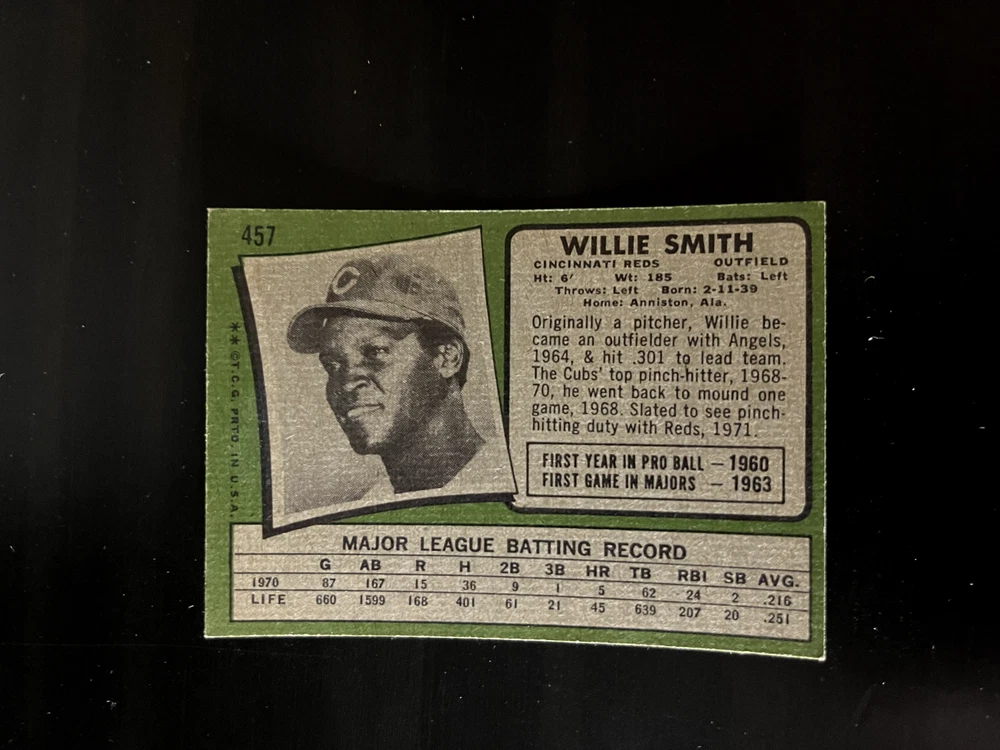 457
C
** ©T.C.G. PRTD. IN U.S.A.
WILLIE SMITH
CINCINNATI REDS OUTFIELD
Ht: 6' Wt: 185 Bats: Left
Throws: Left Born: 2-11-39
Home: Anniston, Ala.
Originally a pitcher, Willie be-
came an outfielder with Angels,
1964, & hit .301 to lead team.
The Cubs' top pinch-hitter, 1968-
70, he went back to mound one
game, 1968. Slated to see pinch-
hitting duty with Reds, 1971.
FIRST YEAR IN PRO BALL – 1960
FIRST GAME IN MAJORS – 1963
MAJOR LEAGUE BATTING RECORD
G AB R H 2B 3B HR TB RBI SB AVG.
1970 87 167 15 36 9 1 5 62 24 2 .216
LIFE 660 1599 168 401 61 21 45 639 207 20 .251